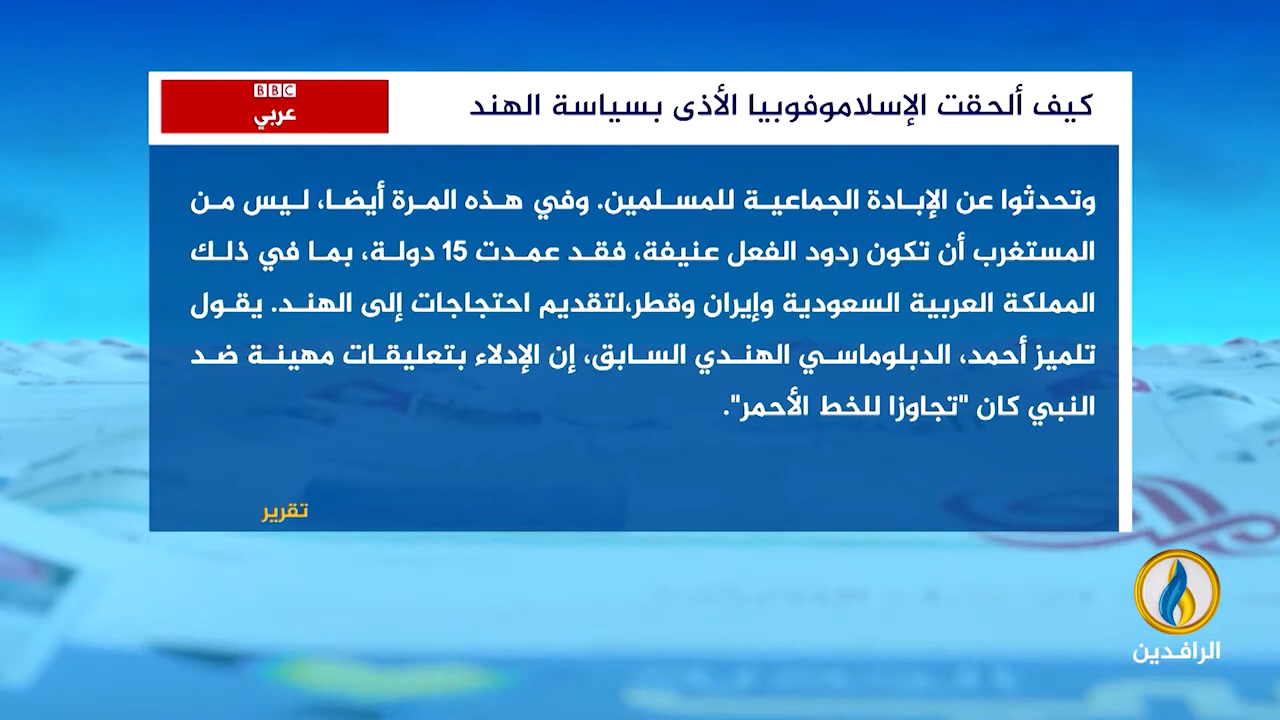 كيف ألحقت الإسلاموفوبيا الأذى بسياسة الهند
BBC
عربي
وتحدثوا عن الإبادة الجماعية للمسلمين. وفي هذه المرة أيضا، ليس من
المستغرب أن تكون ردود الفعل عنيفة، فقد عمدت 15 دولة، بما في ذلك
المملكة العربية السعودية وإيران وقطر،لتقديم احتجاجات إلى الهند. يقول
تلميز أحمد، الدبلوماسي الهندي السابق، إن الإدلاء بتعليقات مهينة ضد
النبي كان "تجاوزا للخط الأحمر".
تقرير
الرافدين